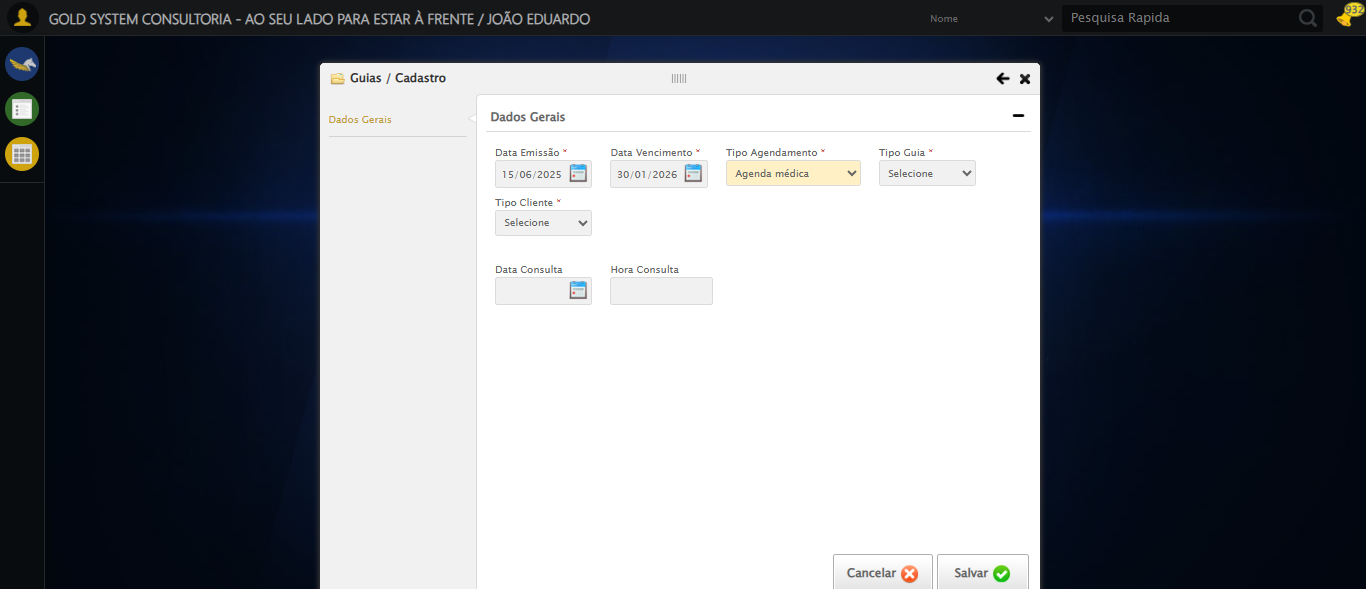 GOLD SYSTEM CONSULTORIA - AO SEU LADO PARA ESTAR À FRENTE / JOÃO EDUARDO
Nome
Pesquisa Rapida
932
Guias / Cadastro
Dados Gerais
Dados Gerais
Data Emissão * Data Vencimento * Tipo Agendamento * Tipo Guia *
15/06/2025 30/01/2026 Agenda médica Selecione
Tipo Cliente *
Selecione
Data Consulta Hora Consulta
Cancelar Salvar